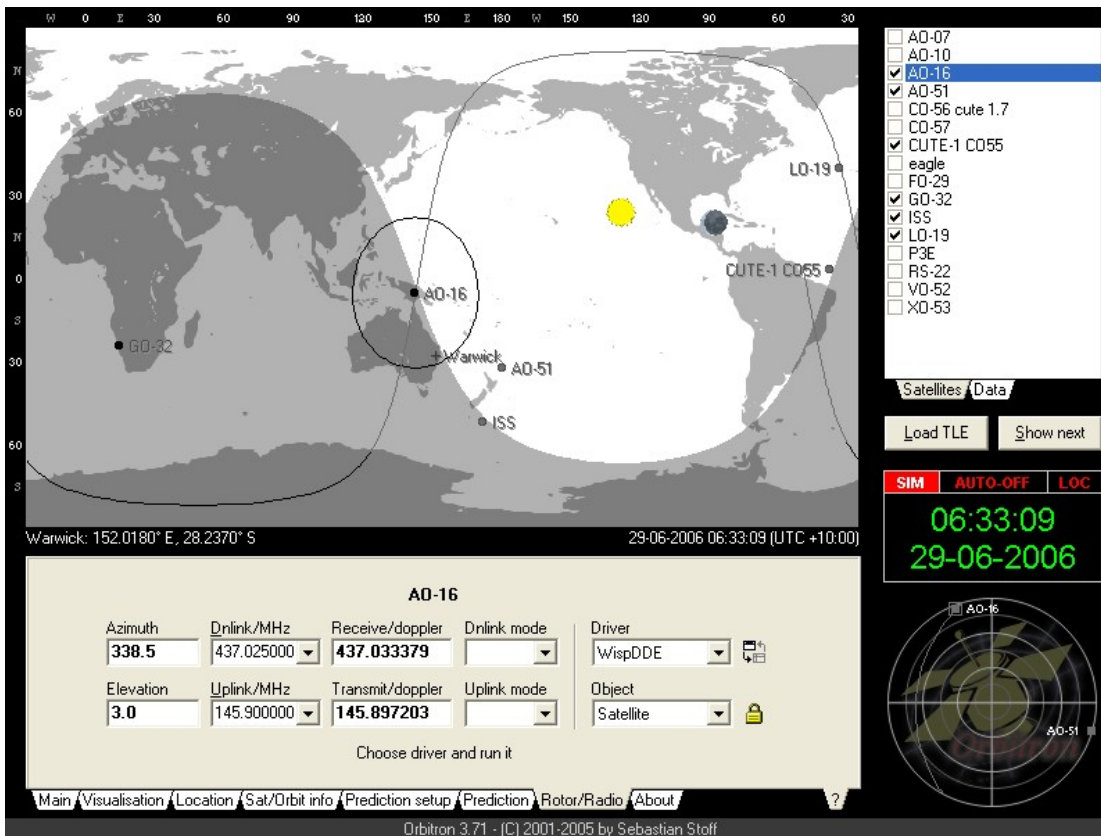 W 0 E 30 60 90 120 150 E 180 W 150 120 90 60 30
N
60
30
N
0
S
30
60
S
LO-19
CUTE-1 CO55
AO-16
GO-32
Warwick
AO-51
ISS
Warwick: 152.0180° E, 28.2370° S 29-06-2006 06:33:09 (UTC +10:00)
AO-07
AO-10
AO-16
AO-51
CO-56 cute 1.7
CO-57
CUTE-1 CO55
eagle
FO-29
GO-32
ISS
LO-19
P3E
RS-22
VO-52
XO-53
Satellites Data
Load TLE Show next
SIM AUTO-OFF LOC
06:33:09
29-06-2006
AO-16
AO-51
Orbitron
AO-16
Azimuth Dnlink/MHz Receive/doppler Dnlink mode Driver
338.5 437.025000 437.033379 WispDDE
Elevation Uplink/MHz Transmit/doppler Uplink mode Object
3.0 145.900000 145.897203 Satellite
Choose driver and run it
Main Visualisation Location Sat/Orbit info Prediction setup Prediction Rotor/Radio About ?
Orbitron 3.71 - (C) 2001-2005 by Sebastian Stoff